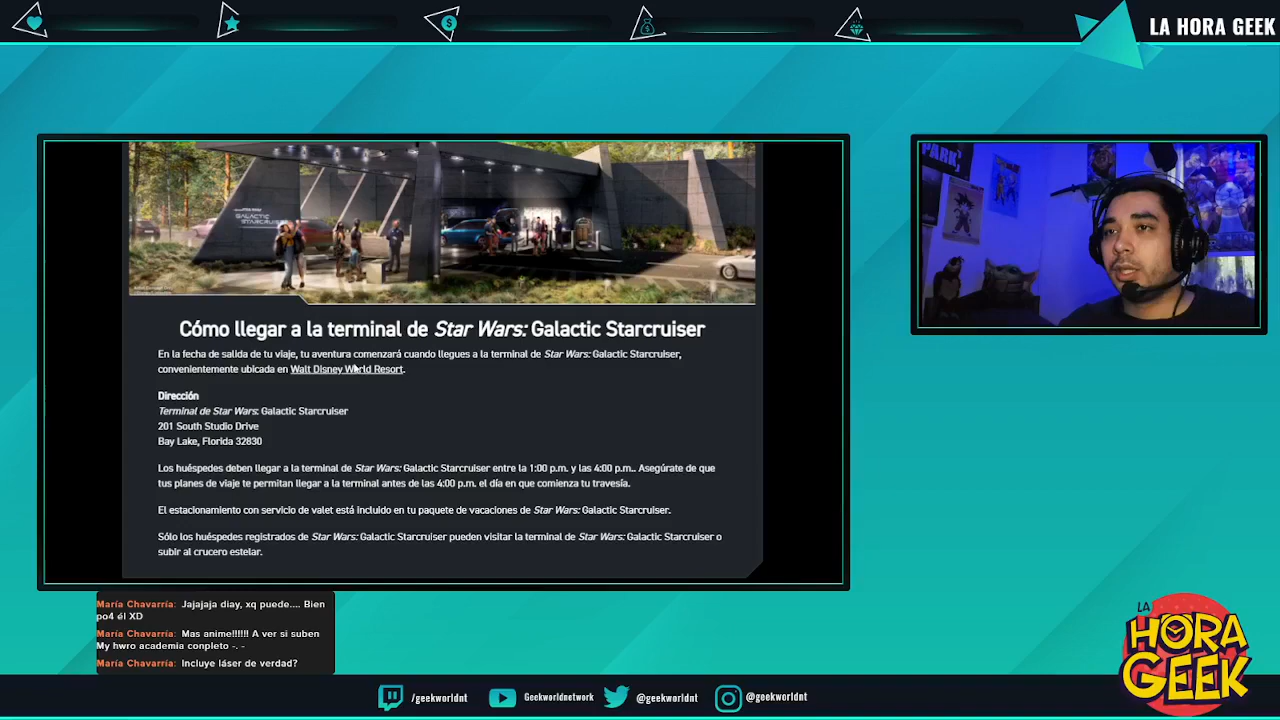 LA HORA GEEK
GALACTIC
STARCRUISER
PARK
Cómo llegar a la terminal de Star Wars: Galactic Starcruiser
En la fecha de salida de tu viaje, tu aventura comenzará cuando llegues a la terminal de Star Wars: Galactic Starcruiser,
convenientemente ubicada en Walt Disney World Resort.
Dirección
Terminal de Star Wars: Galactic Starcruiser
201 South Studio Drive
Bay Lake, Florida 32830
Los huéspedes deben llegar a la terminal de Star Wars: Galactic Starcruiser entre la 1:00 p.m. y las 4:00 p.m.. Asegúrate de que
tus planes de viaje te permitan llegar a la terminal antes de las 4:00 p.m. el día en que comienza tu travesía.
El estacionamiento con servicio de valet está incluido en tu paquete de vacaciones de Star Wars: Galactic Starcruiser.
Sólo los huéspedes registrados de Star Wars: Galactic Starcruiser pueden visitar la terminal de Star Wars: Galactic Starcruiser o
subir al crucero estelar.
María Chavarría: Jajajaja diay, xq puede.... Bien
po4 él XD
María Chavarría: Mas anime!!!!!! A ver si suben
My hwro academia conpleto -. -
María Chavarría: Incluye láser de verdad?
LA
HORA
GEEK
/geekworldnt
Geekworldnetwork
@geekworldnt
@geekworldnt